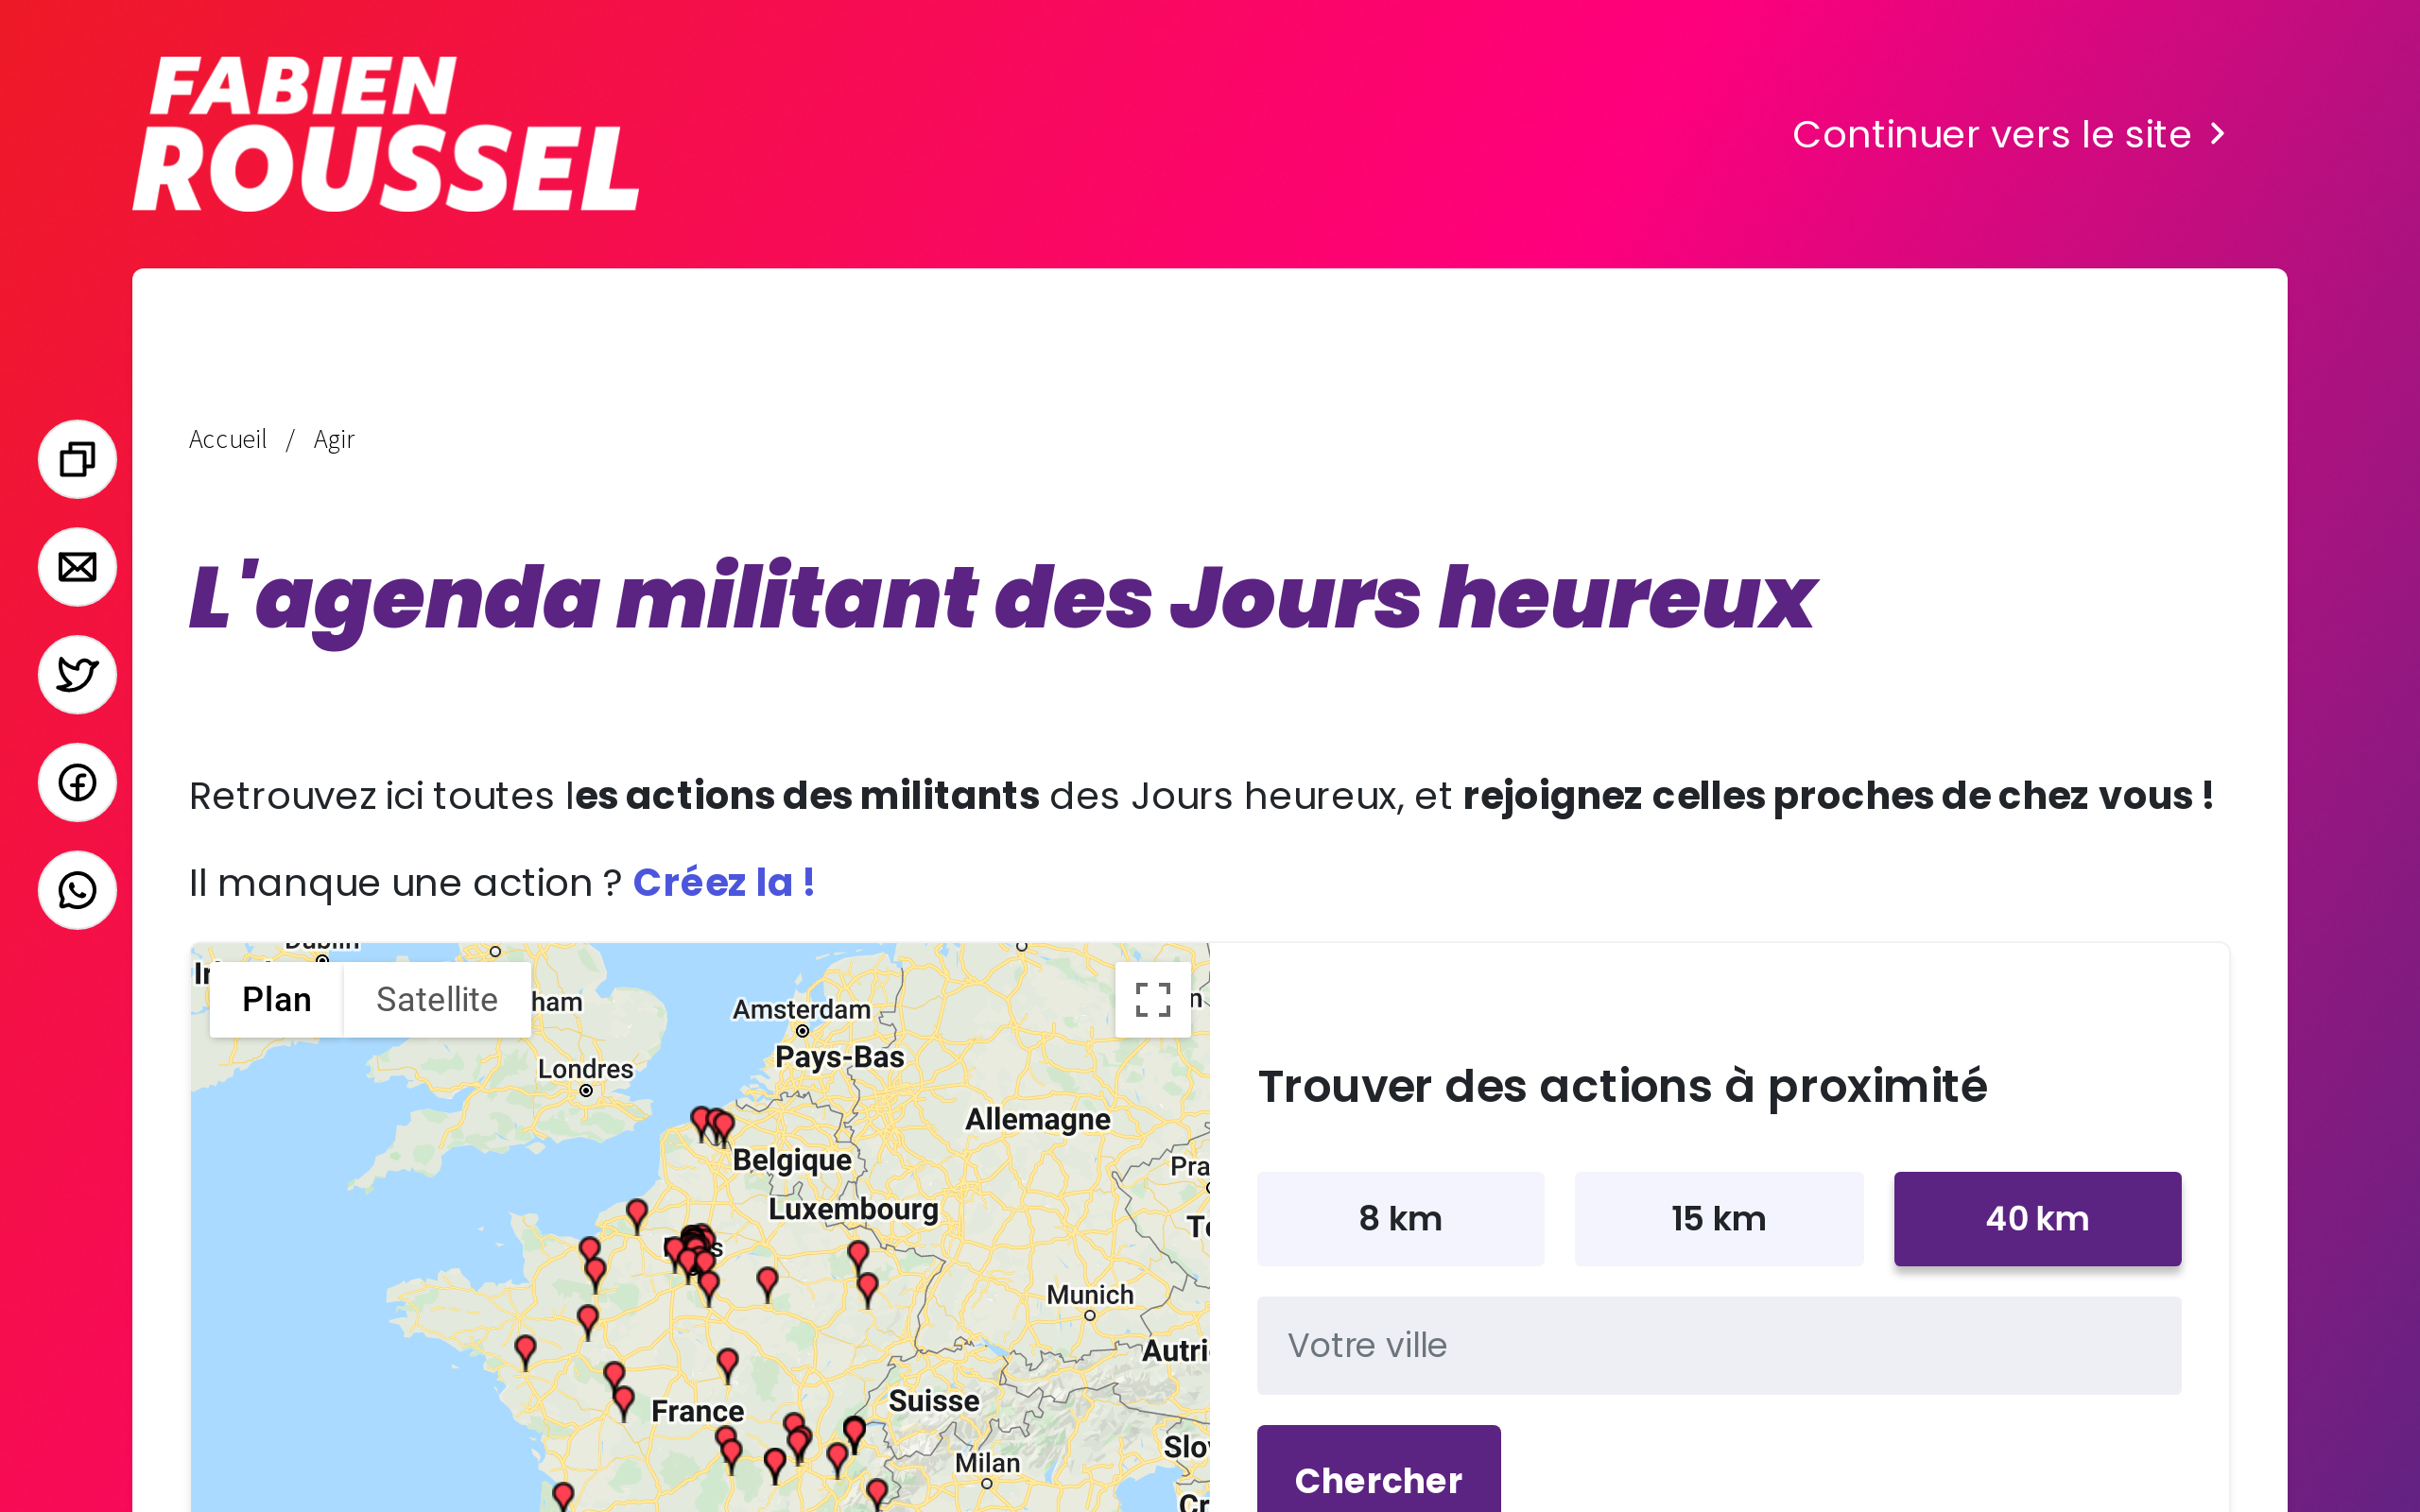 FABIEN
ROUSSEL
Continuer vers le site
Accueil / Agir
L'agenda militant des Jours heureux
Retrouvez ici toutes les actions des militants des Jours heureux, et rejoignez celles proches de chez vous !
Il manque une action ? Créez la !
Dublin
Plan
Satellite
ham
Amsterdam
Pays-Bas
Londres
Allemagne
Belgique
Pra
Luxembourg
Munich
Autri
Suisse
France
Slo
Milan
Cr
Trouver des actions à proximité
8 km
15 km
40 km
Votre ville
Chercher